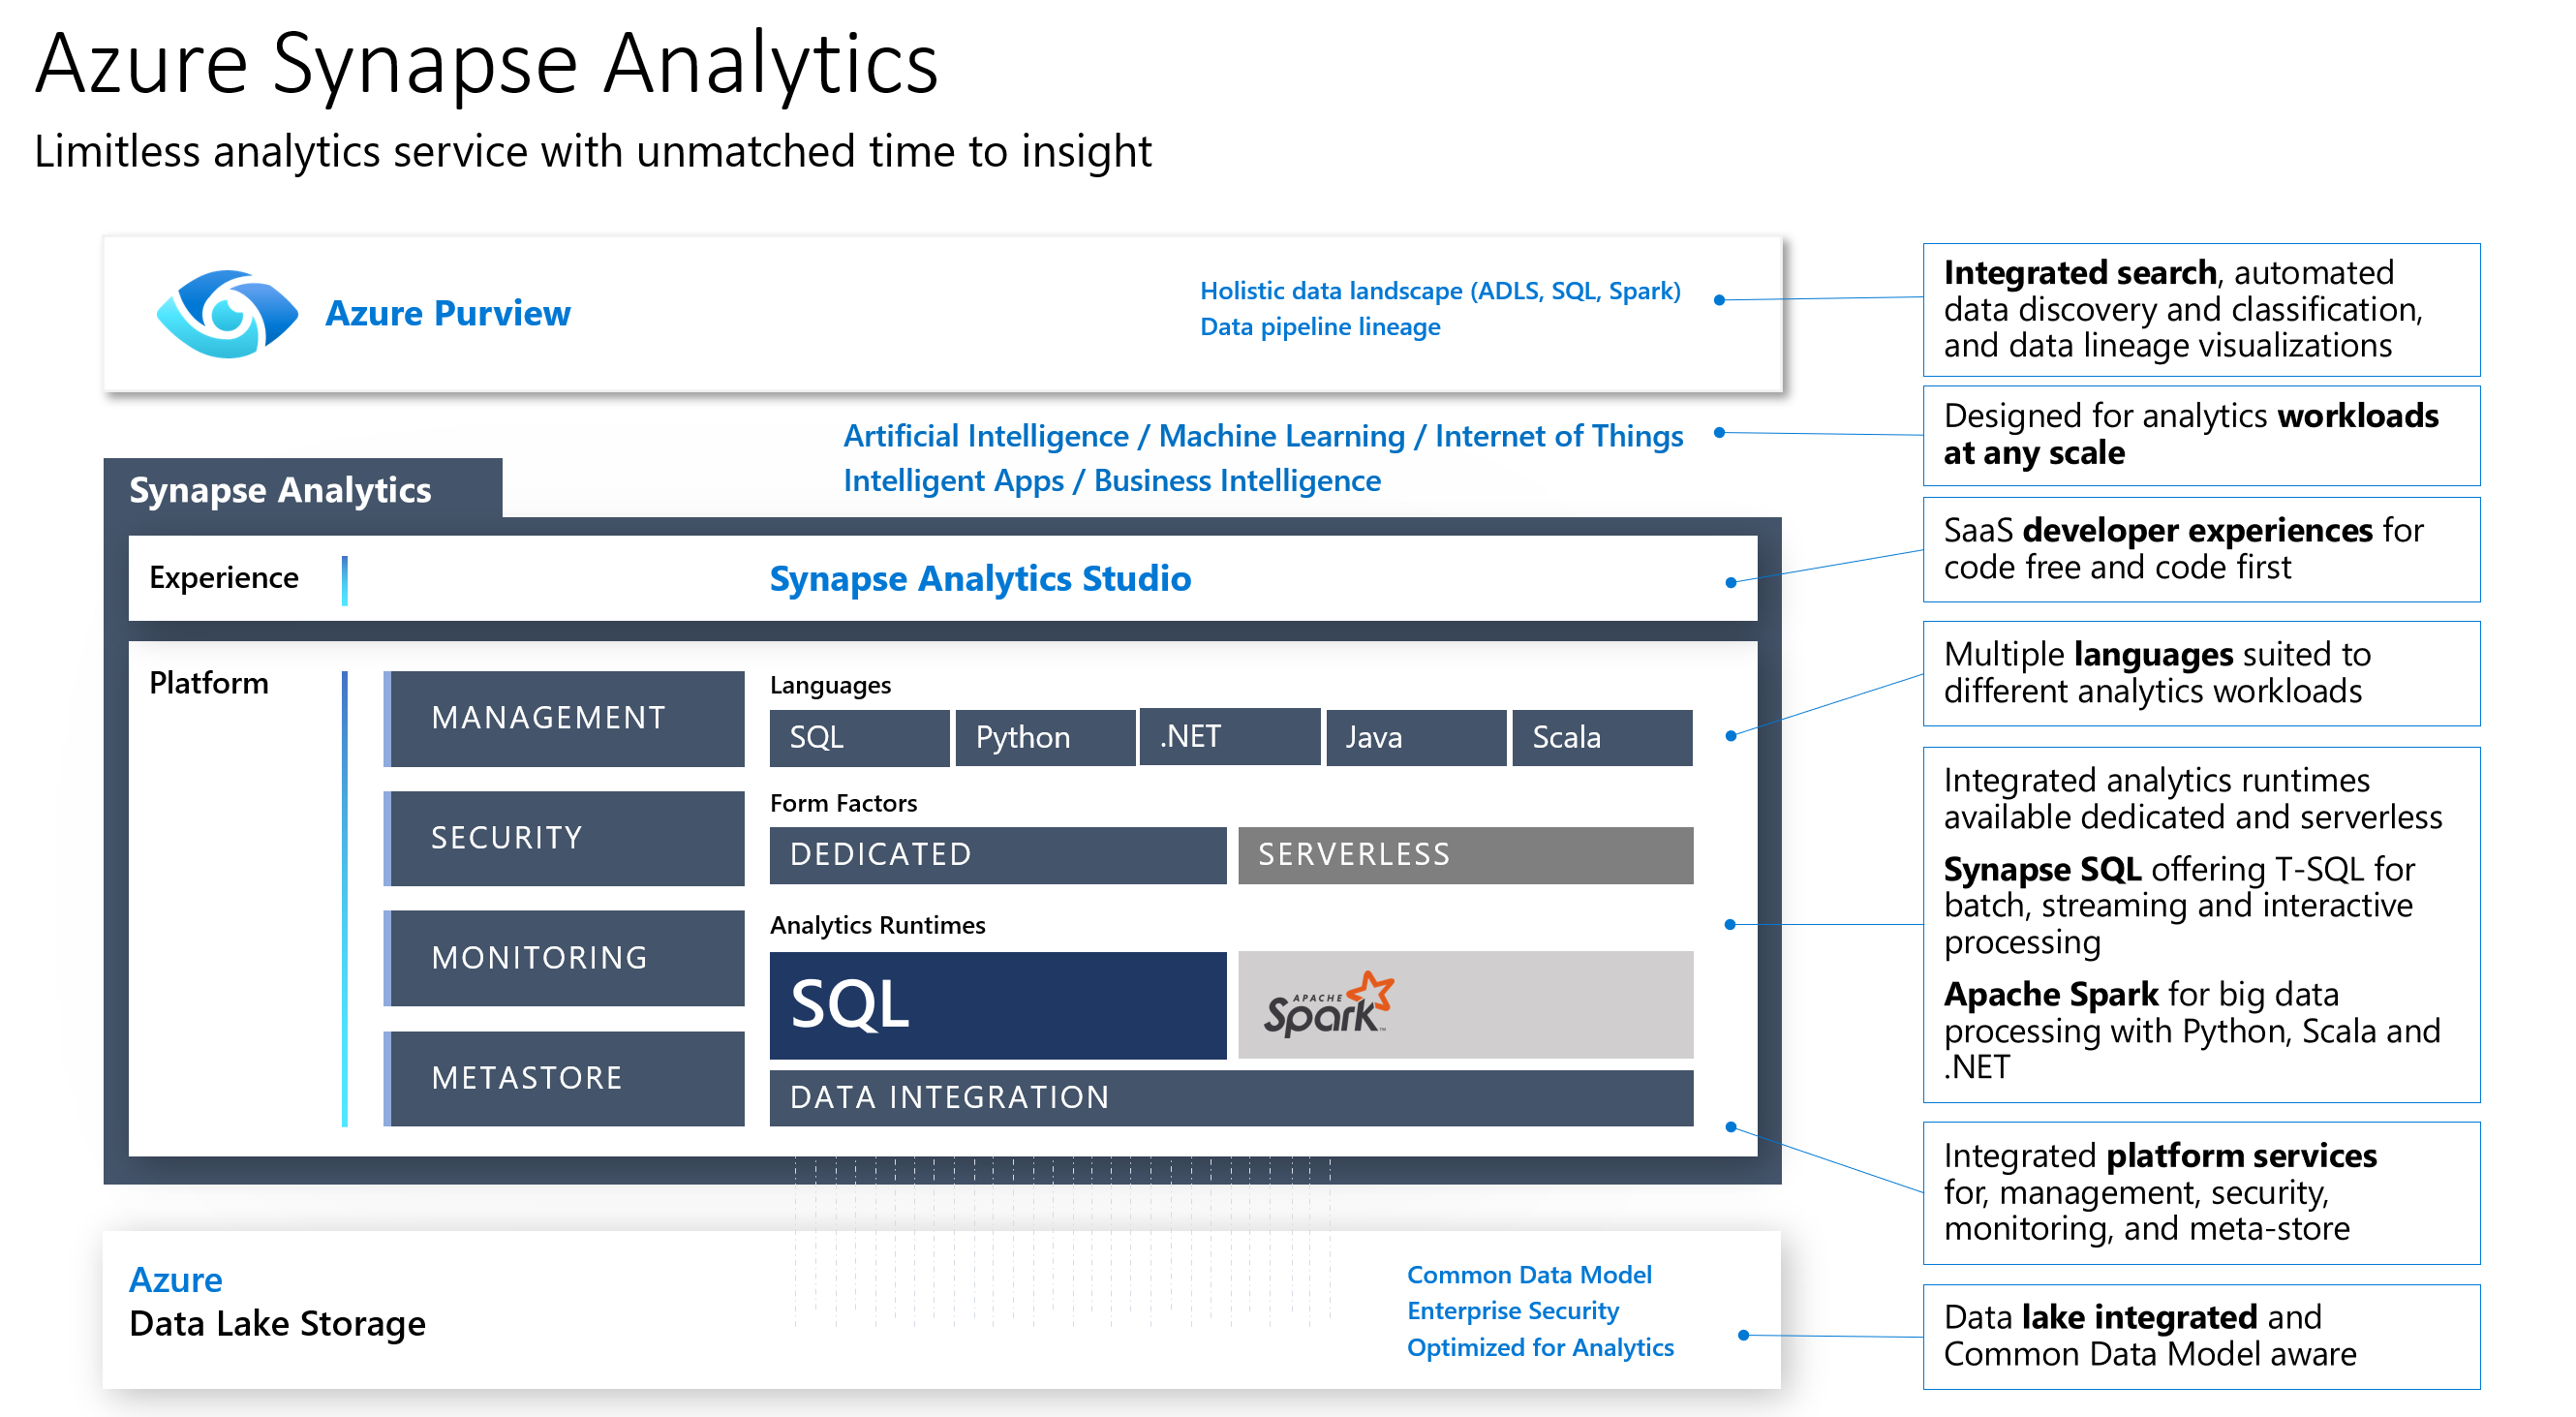 Azure Synapse Analytics
Limitless analytics service with unmatched time to insight
Azure Purview
Holistic data landscape (ADLS, SQL, Spark)
Data pipeline lineage
Integrated search, automated
data discovery and classification,
and data lineage visualizations
Artificial Intelligence / Machine Learning / Internet of Things
Intelligent Apps / Business Intelligence
Designed for analytics workloads
at any scale
Synapse Analytics
Experience
Synapse Analytics Studio
SaaS developer experiences for
code free and code first
Platform
MANAGEMENT
SECURITY
MONITORING
METASTORE
Languages
SQL
Python
.NET
Java
Scala
Multiple languages suited to
different analytics workloads
Form Factors
DEDICATED
SERVERLESS
Analytics Runtimes
SQL
APACHE
Spark™
DATA INTEGRATION
Integrated analytics runtimes
available dedicated and serverless
Synapse SQL offering T-SQL for
batch, streaming and interactive
processing
Apache Spark for big data
processing with Python, Scala and
.NET
Integrated platform services
for, management, security,
monitoring, and meta-store
Azure
Data Lake Storage
Common Data Model
Enterprise Security
Optimized for Analytics
Data lake integrated and
Common Data Model aware